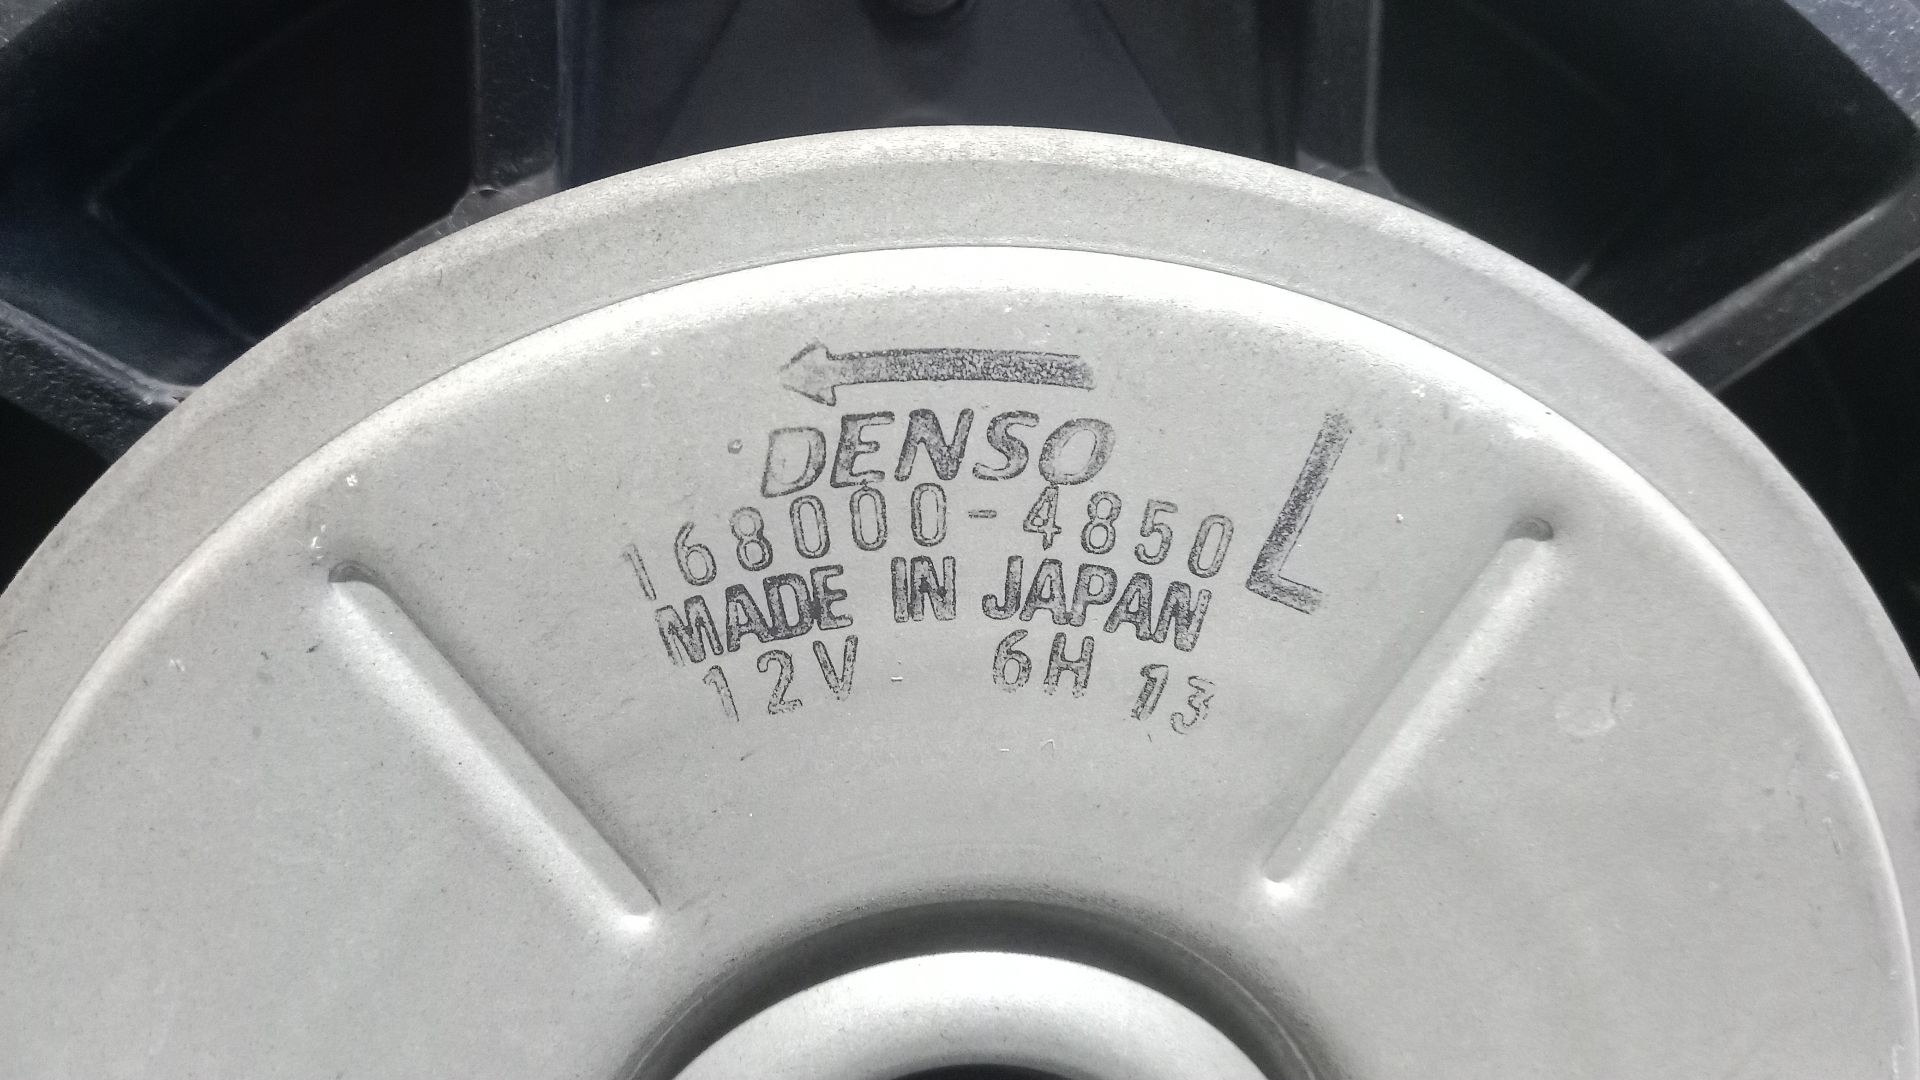 DENSO
168000-4850 L
MADE IN JAPAN
12V 6H 13